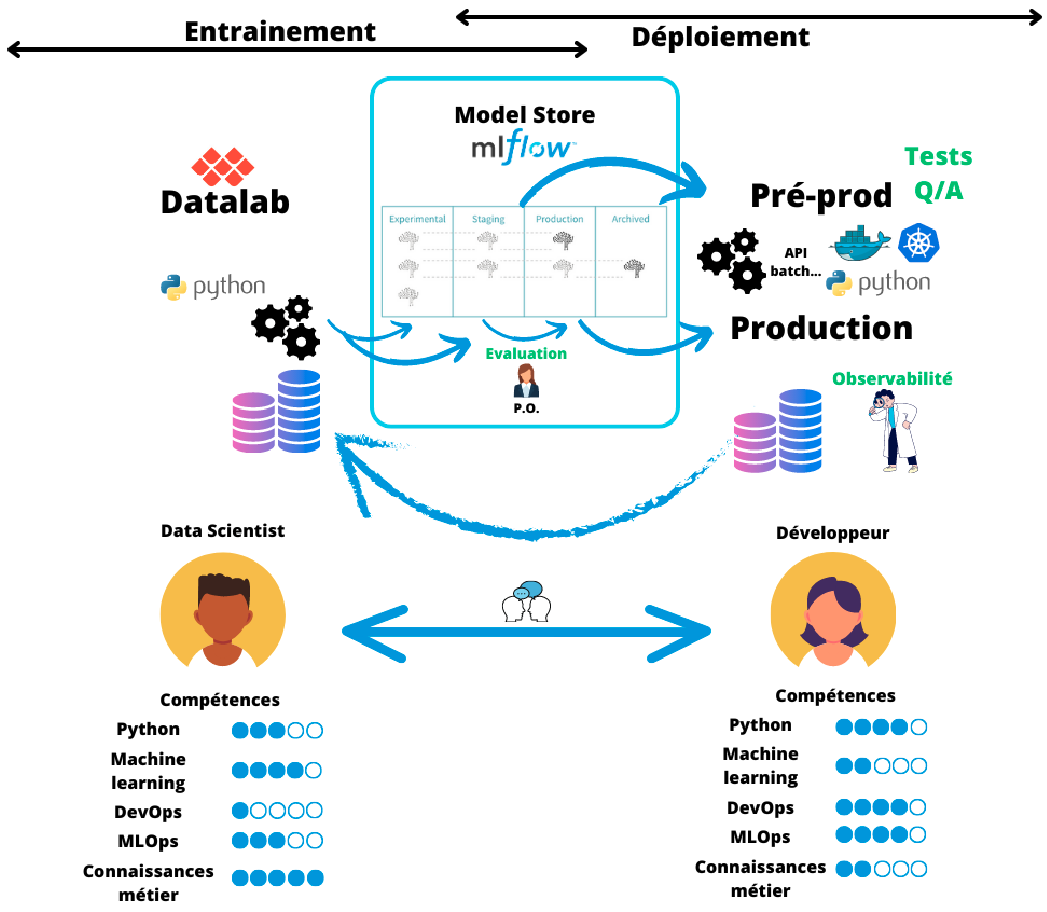 Entrainement
Déploiement
Model Store
mlflow
Datalab
python
Experimental
Staging
Production
Archived
Evaluation
P.O.
Tests
Q/A
Pré-prod
API
batch...
python
Production
Observabilité
Data Scientist
Développeur
Compétences
Python
Machine
learning
DevOps
MLOps
Connaissances
métier
Compétences
Python
Machine
learning
DevOps
MLOps
Connaissances
métier